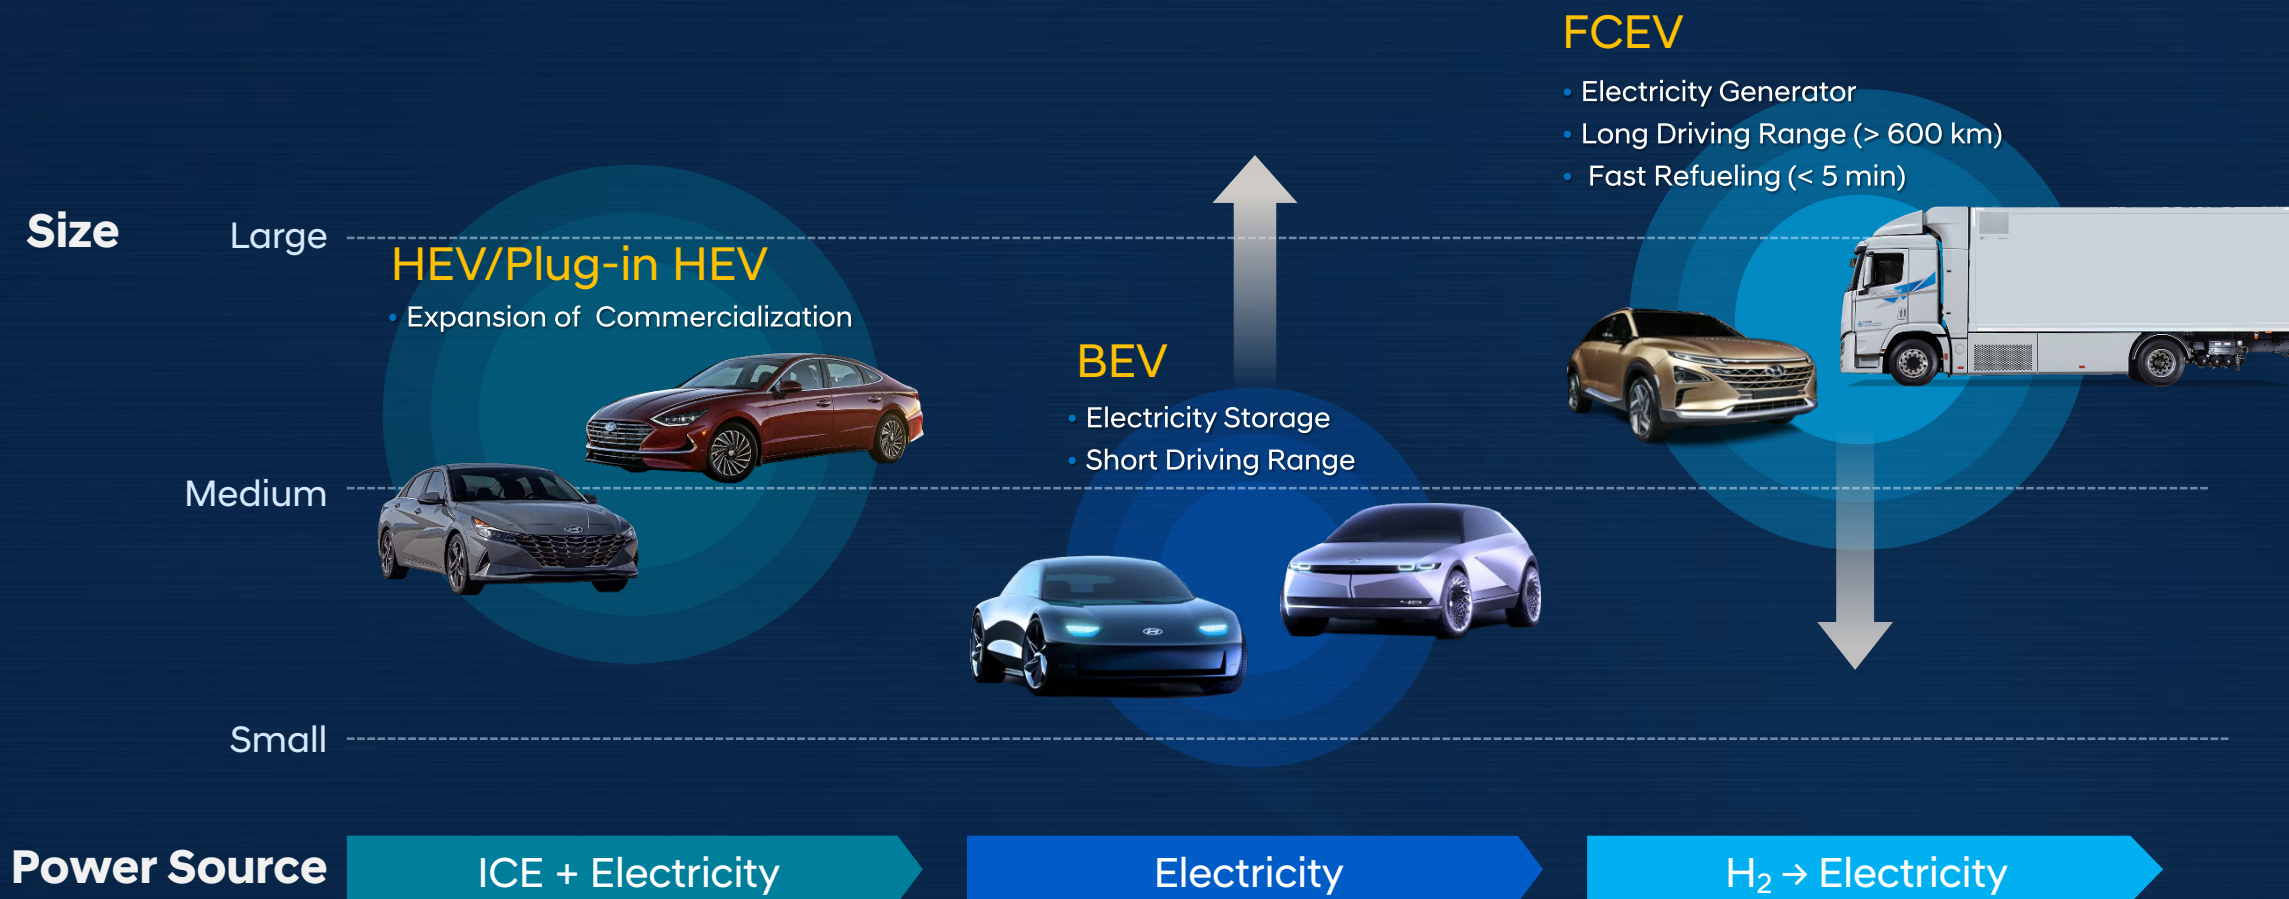 FCEV
• Electricity Generator
• Long Driving Range (> 600 km)
• Fast Refueling (< 5 min)
Size
Large
HEV/Plug-in HEV
• Expansion of Commercialization
BEV
• Electricity Storage
• Short Driving Range
Medium
Small
Power Source
ICE + Electricity
Electricity
H₂ → Electricity